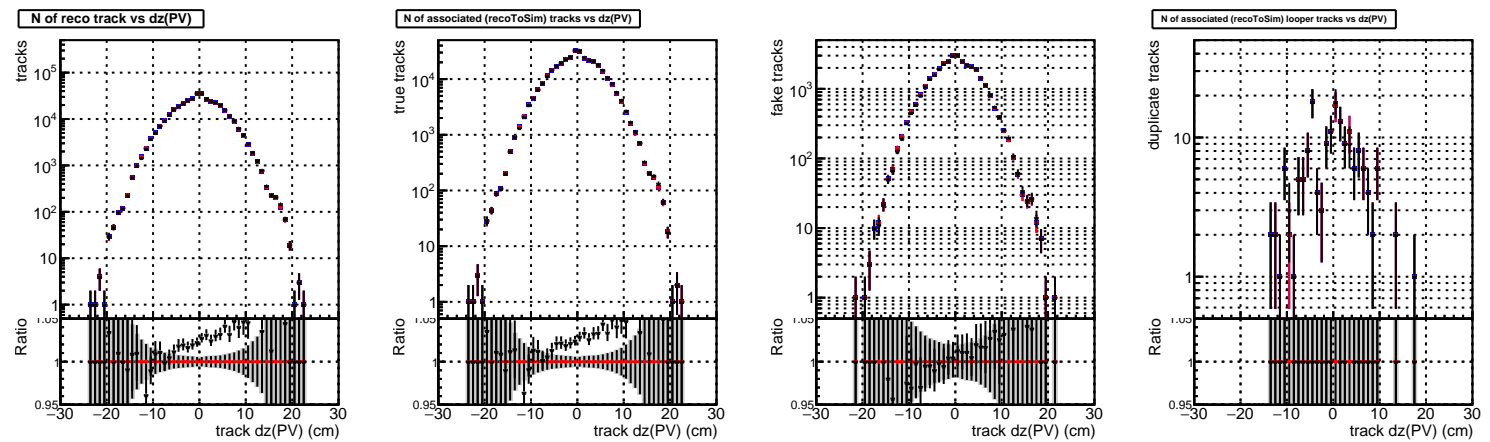 N of reco track vs dz(PV)
tracks
10^5
10^4
10^3
10^2
10
1
Ratio
1.05
1
0.95
−30 −20 −10 0 10 20 30
track dz(PV) (cm)
N of associated (recoToSim) tracks vs dz(PV)
true tracks
10^4
10^3
10^2
10
1
Ratio
1.05
1
0.95
−30 −20 −10 0 10 20 30
track dz(PV) (cm)
fake tracks
10^3
10^2
10
1
Ratio
1.05
1
0.95
−30 −20 −10 0 10 20 30
track dz(PV) (cm)
N of associated (recoToSim) looper tracks vs dz(PV)
duplicate tracks
10
1
Ratio
1.05
1
0.95
−30 −20 −10 0 10 20 30
track dz(PV) (cm)